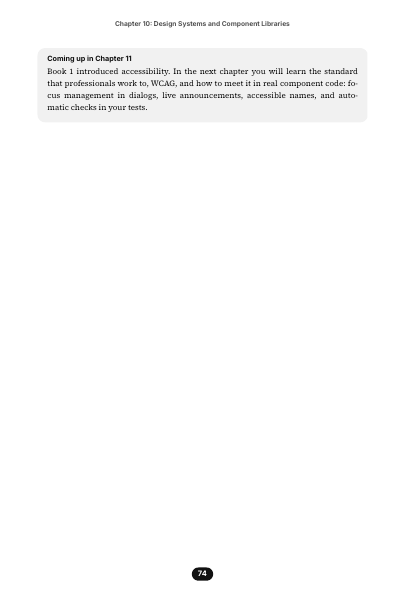 Chapter 10: Design Systems and Component Libraries
Coming up in Chapter 11
Book 1 introduced accessibility. In the next chapter you will learn the standard
that professionals work to, WCAG, and how to meet it in real component code: fo-
cus management in dialogs, live announcements, accessible names, and auto-
matic checks in your tests.
74